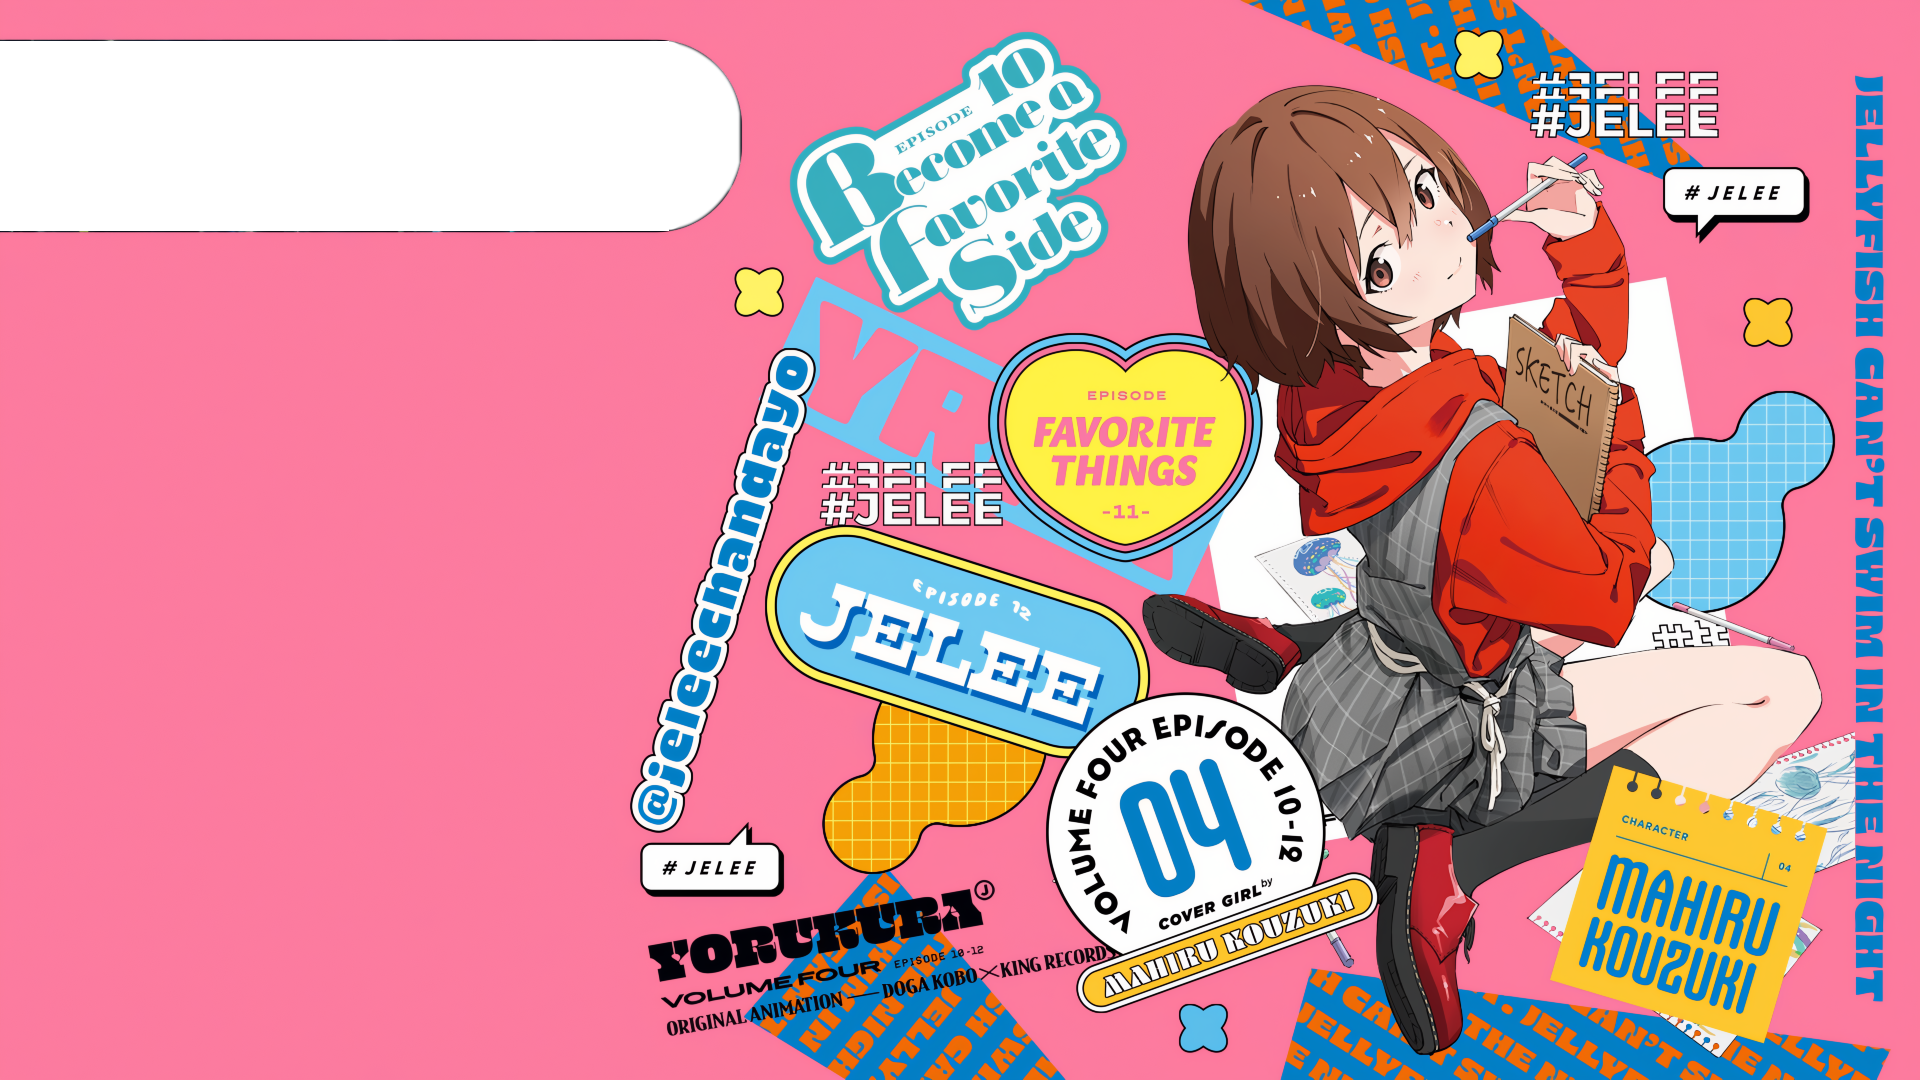 EPISODE 10
Become a
Favorite
Side
#JELEE
#JELEE
#JELEE
JELLYFISH CAN'T SWIM IN THE NIGHT
SKETCH
EPISODE
FAVORITE
THINGS
-11-
@jeleechandayo
#JELEE
#JELEE
EPISODE 12
JELEE
VOLUME FOUR EPISODE 10-12
04
COVER GIRL by
MAHIRU KOUZUKI
#JELEE
YORUKURA J
VOLUME FOUR EPISODE 10-12
ORIGINAL ANIMATION — DOGA KOBO × KING RECORDS
CHARACTER
04
MAHIRU
KOUZUKI